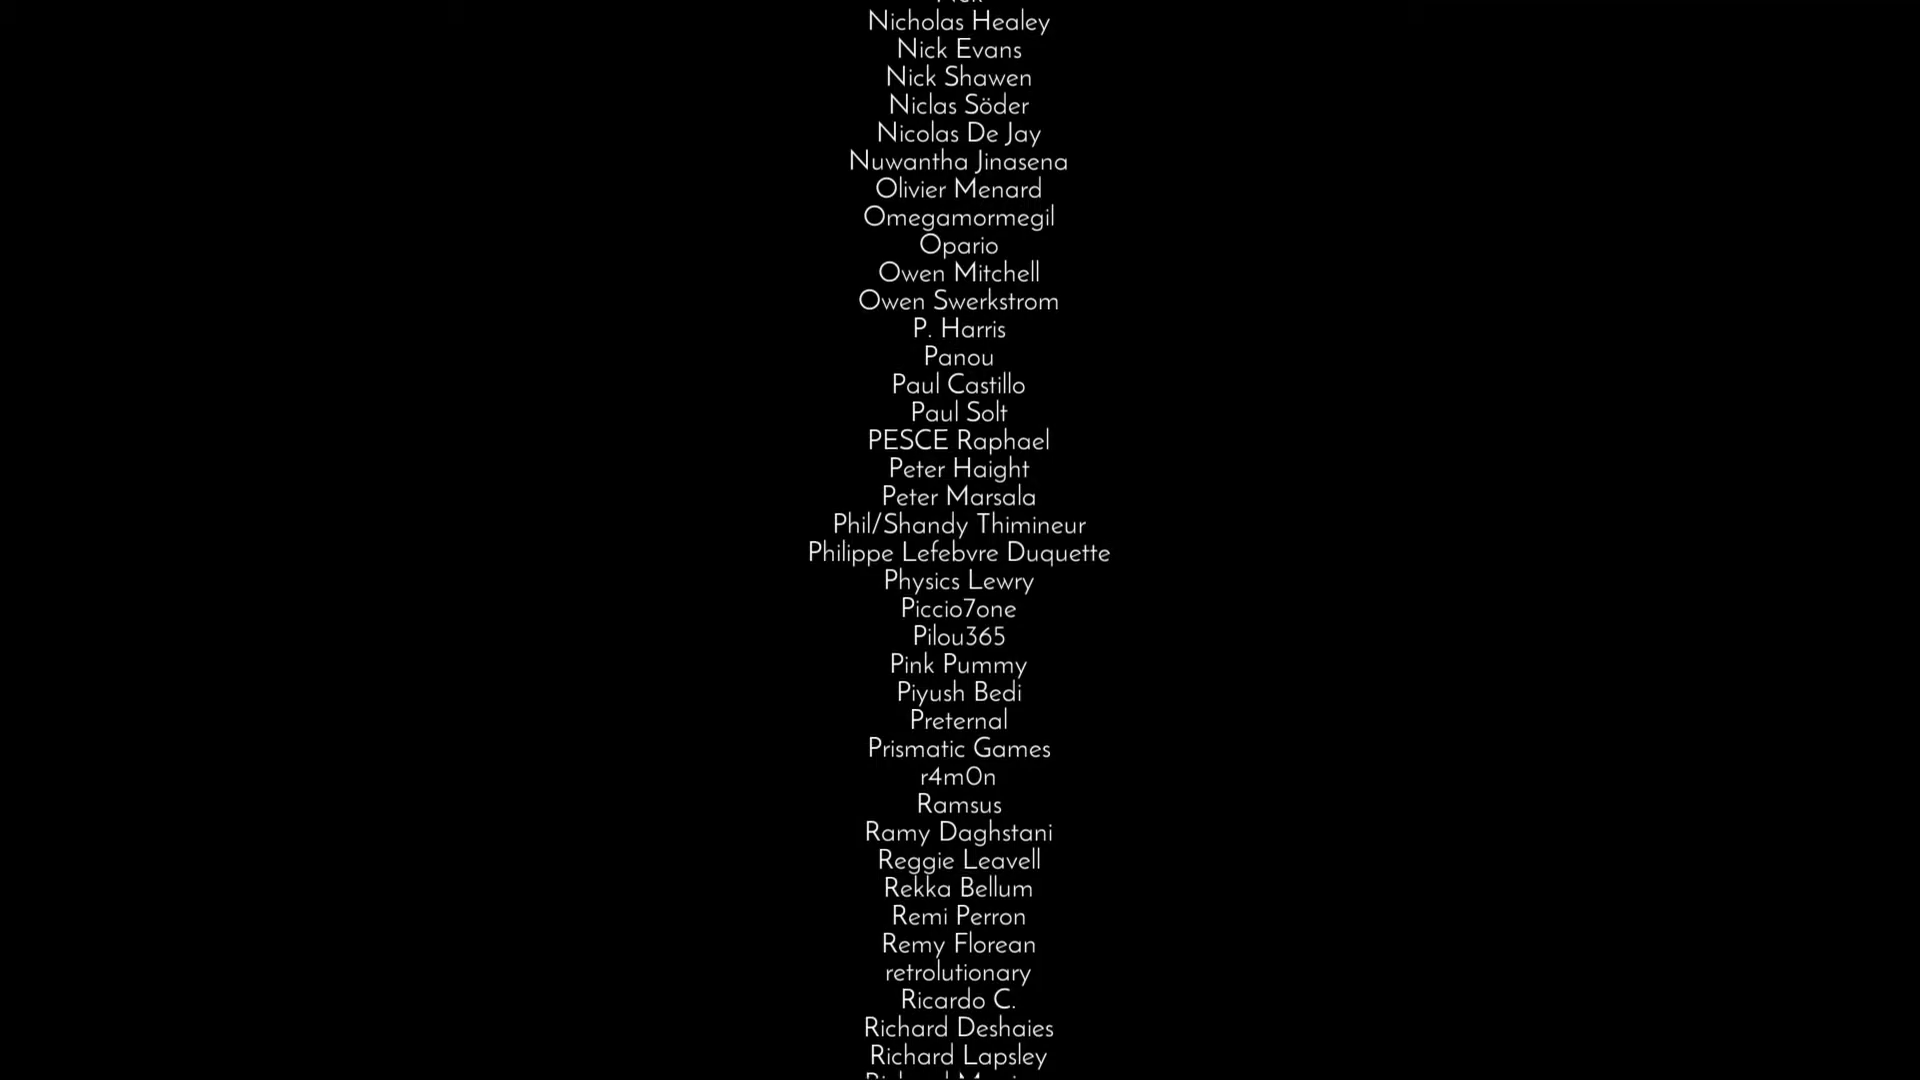 Nicholas Healey
Nick Evans
Nick Shawen
Niclas Söder
Nicolas De Jay
Nuwantha Jinasena
Olivier Menard
Omegamormegil
Opario
Owen Mitchell
Owen Swerkstrom
P. Harris
Panou
Paul Castillo
Paul Solt
PESCE Raphael
Peter Haight
Peter Marsala
Phil/Shandy Thimineur
Philippe Lefebvre Duquette
Physics Lewry
Piccio7one
Pilou365
Pink Pummy
Piyush Bedi
Preternal
Prismatic Games
r4m0n
Ramsus
Ramy Daghstani
Reggie Leavell
Rekka Bellum
Remi Perron
Remy Florean
retrolutionary
Ricardo C.
Richard Deshaies
Richard Lapsley